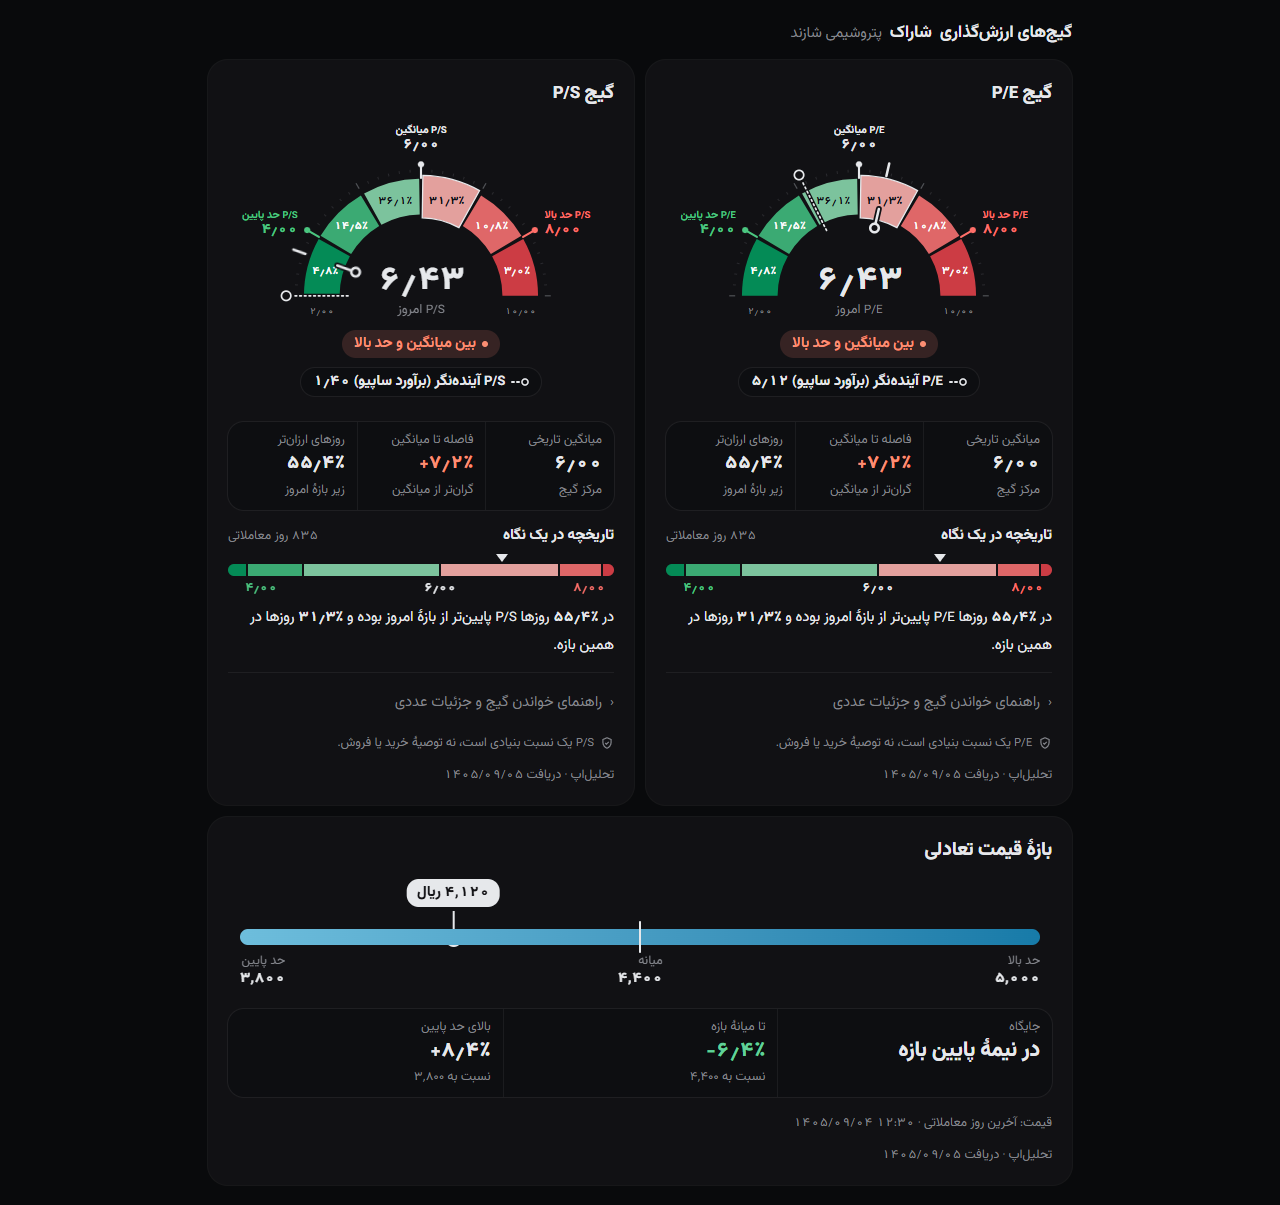 گیج‌های ارزش‌گذاری شاراک پتروشیمی شازند
گیج P/E
P/E میانگین
۶٫۰۰
P/E حد پایین
۴٫۰۰
P/E حد بالا
۸٫۰۰
۴٫۸٪
۱۴٫۵٪
۳۶٫۱٪
۳۱٫۳٪
۱۰٫۸٪
۳٫۰٪
۶٫۴۳
P/E امروز
۲٫۰۰
۱۰٫۰۰
بین میانگین و حد بالا
P/E آینده‌نگر (برآورد ساپیو) ۵٫۱۲
میانگین تاریخی
۶٫۰۰
مرکز گیج
فاصله تا میانگین
+۷٫۲٪
گران‌تر از میانگین
روزهای ارزان‌تر
۵۵٫۴٪
زیر بازهٔ امروز
تاریخچه در یک نگاه
۸۳۵ روز معاملاتی
۸٫۰۰
۶٫۰۰
۴٫۰۰
در ۵۵٫۴٪ روزها P/E پایین‌تر از بازهٔ امروز بوده و ۳۱٫۳٪ روزها در
همین بازه.
راهنمای خواندن گیج و جزئیات عددی
P/E یک نسبت بنیادی است، نه توصیهٔ خرید یا فروش.
تحلیل‌اپ · دریافت ۱۴۰۵/۰۹/۰۵
گیج P/S
P/S میانگین
۶٫۰۰
P/S حد پایین
۴٫۰۰
P/S حد بالا
۸٫۰۰
۴٫۸٪
۱۴٫۵٪
۳۶٫۱٪
۳۱٫۳٪
۱۰٫۸٪
۳٫۰٪
۶٫۴۳
P/S امروز
۲٫۰۰
۱۰٫۰۰
بین میانگین و حد بالا
P/S آینده‌نگر (برآورد ساپیو) ۱٫۴۰
میانگین تاریخی
۶٫۰۰
مرکز گیج
فاصله تا میانگین
+۷٫۲٪
گران‌تر از میانگین
روزهای ارزان‌تر
۵۵٫۴٪
زیر بازهٔ امروز
تاریخچه در یک نگاه
۸۳۵ روز معاملاتی
۸٫۰۰
۶٫۰۰
۴٫۰۰
در ۵۵٫۴٪ روزها P/S پایین‌تر از بازهٔ امروز بوده و ۳۱٫۳٪ روزها در
همین بازه.
راهنمای خواندن گیج و جزئیات عددی
P/S یک نسبت بنیادی است، نه توصیهٔ خرید یا فروش.
تحلیل‌اپ · دریافت ۱۴۰۵/۰۹/۰۵
بازهٔ قیمت تعادلی
۴,۱۲۰ ریال
حد بالا
۵,۰۰۰
میانه
۴,۴۰۰
حد پایین
۳,۸۰۰
جایگاه
در نیمهٔ پایین بازه
تا میانهٔ بازه
-۶٫۴٪
نسبت به ۴,۴۰۰
بالای حد پایین
+۸٫۴٪
نسبت به ۳,۸۰۰
قیمت: آخرین روز معاملاتی · ۱۴۰۵/۰۹/۰۴ ۱۲:۳۰
تحلیل‌اپ · دریافت ۱۴۰۵/۰۹/۰۵